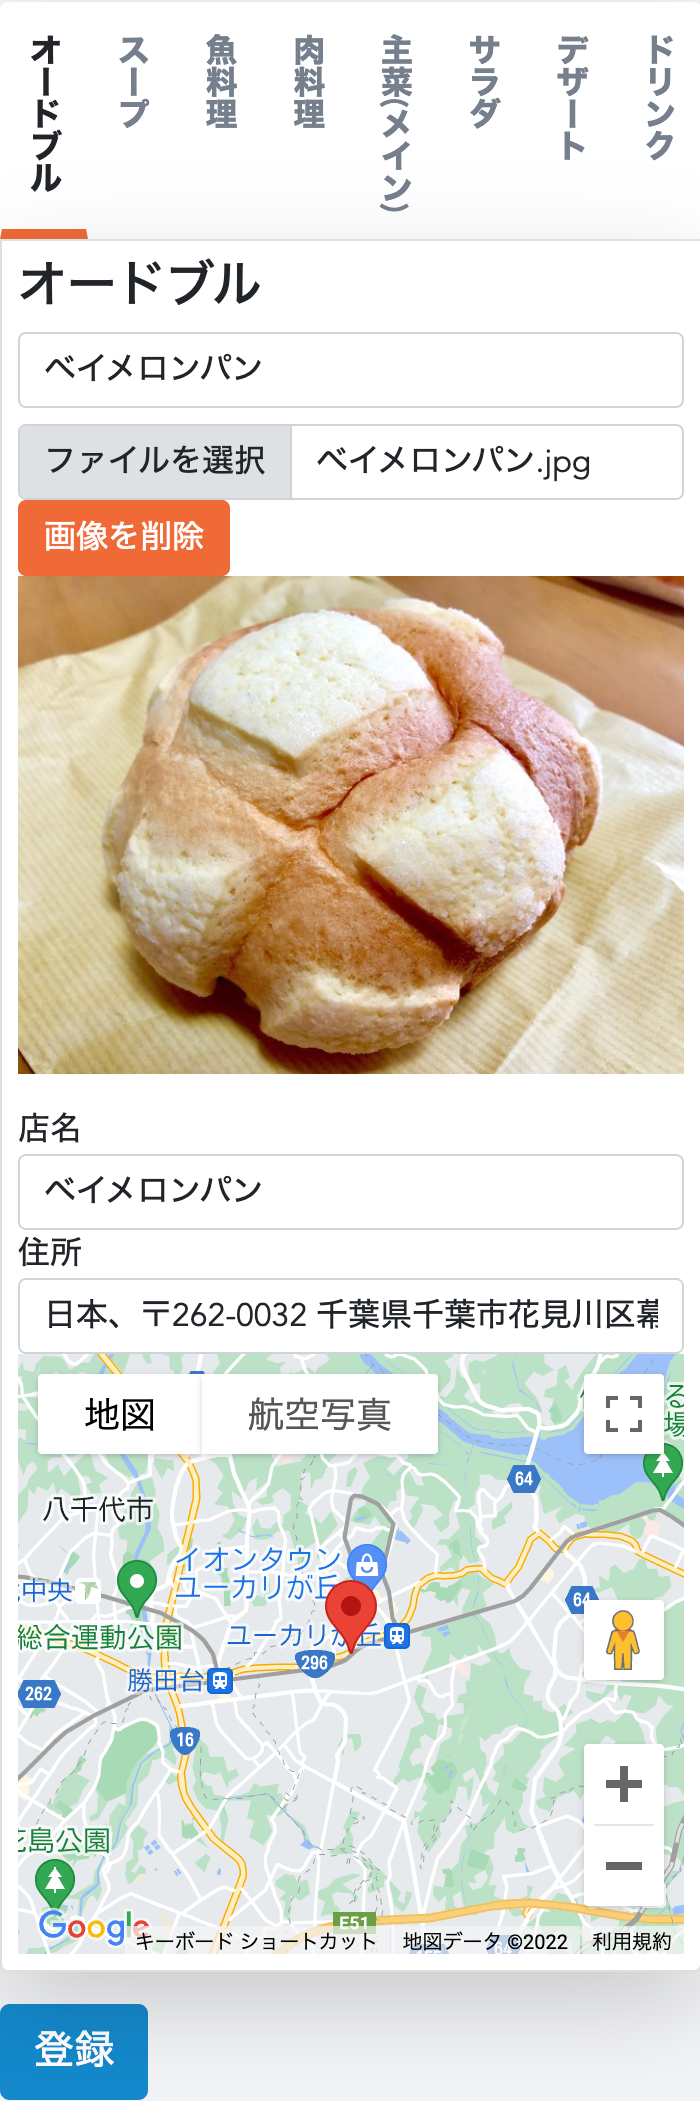 オードブル
スープ
魚料理
肉料理
主菜(メイン)
サラダ
デザート
ドリンク
オードブル
ベイメロンパン
ファイルを選択 ベイメロンパン.jpg
画像を削除
店名
ベイメロンパン
住所
日本、〒262-0032 千葉県千葉市花見川区幕
地図 航空写真
る
場
64
八千代市
イオンタウン
ユーカリが丘
中央
64
総合運動公園
ユーカリが丘
296
勝田台
262
16
島公園
E51
Google
キーボード ショートカット 地図データ ©2022 利用規約
64
登録